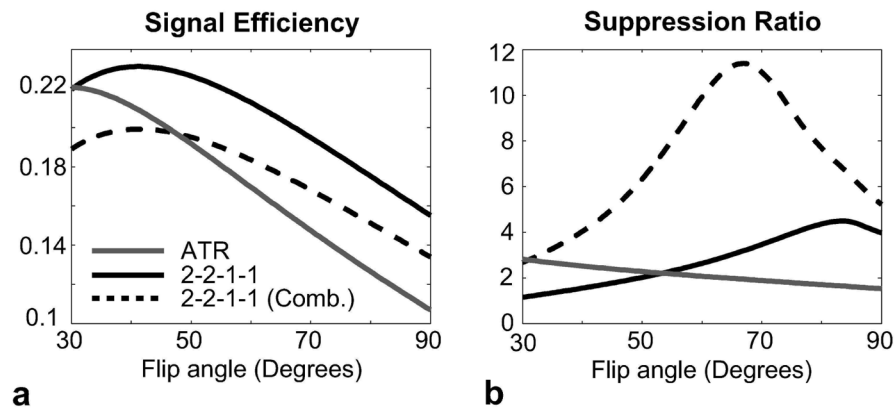 Signal Efficiency
0.22
0.18
0.14
0.1
ATR
2-2-1-1
2-2-1-1 (Comb.)
30 50 70 90
Flip angle (Degrees)
a
Suppression Ratio
12
10
8
6
4
2
0
30 50 70 90
Flip angle (Degrees)
b